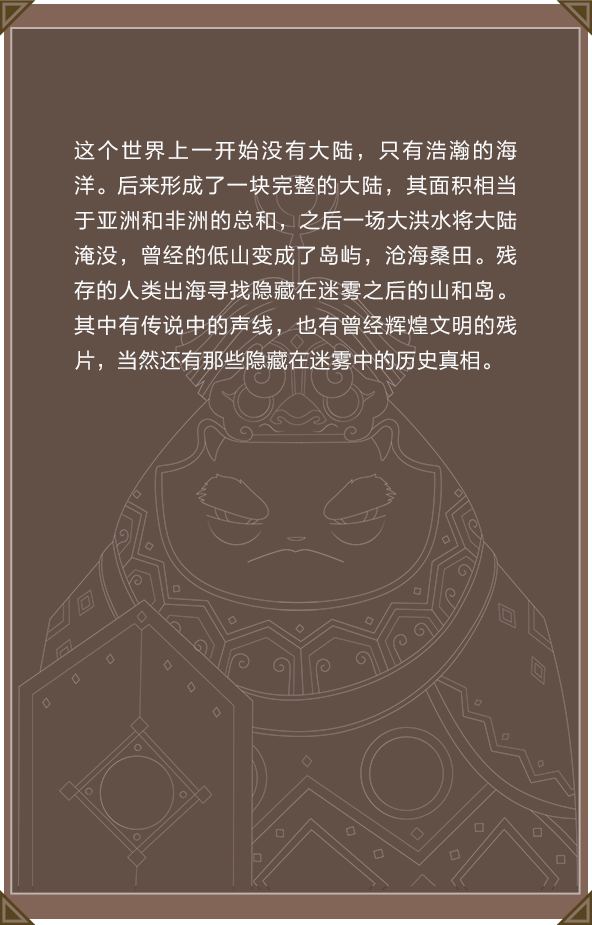 这个世界上一开始没有大陆，只有浩瀚的海
洋。后来形成了一块完整的大陆，其面积相当
于亚洲和非洲的总和，之后一场大洪水将大陆
淹没，曾经的低山变成了岛屿，沧海桑田。残
存的人类出海寻找隐藏在迷雾之后的山和岛。
其中有传说中的声线，也有曾经辉煌文明的残
片，当然还有那些隐藏在迷雾中的历史真相。